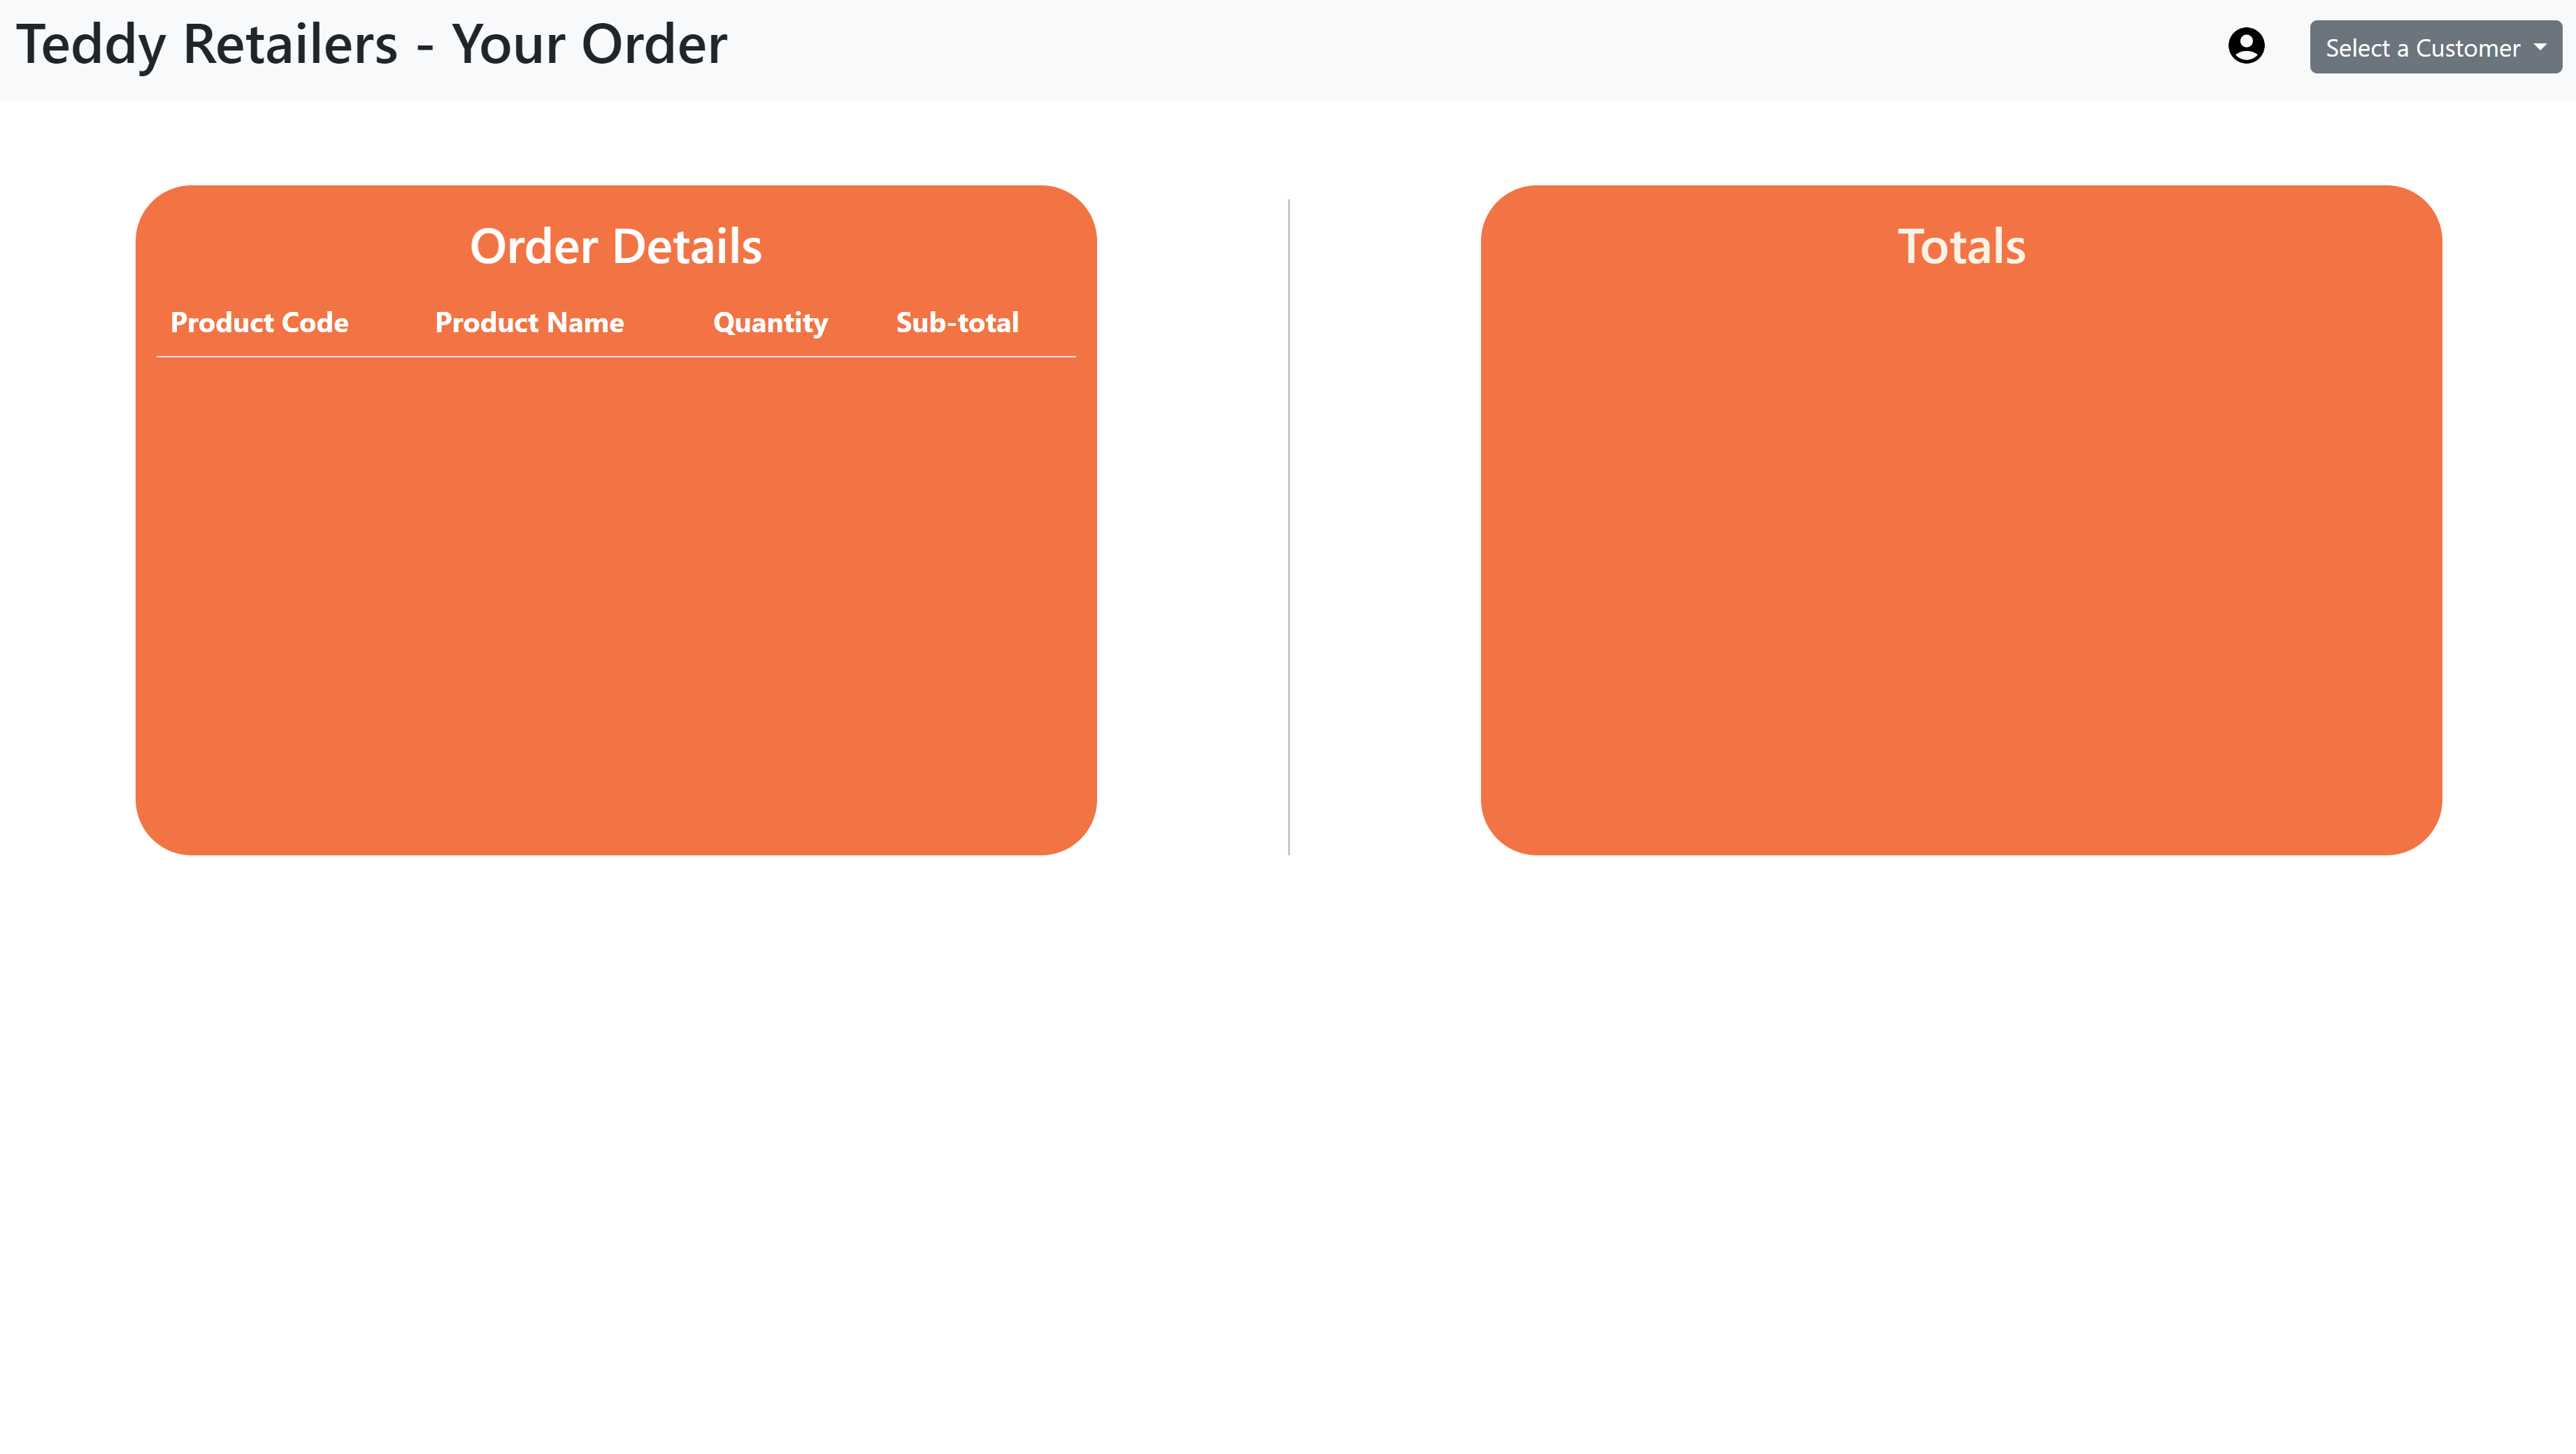 Teddy Retailers - Your Order
Select a Customer
Order Details
Product Code Product Name Quantity Sub-total
Totals